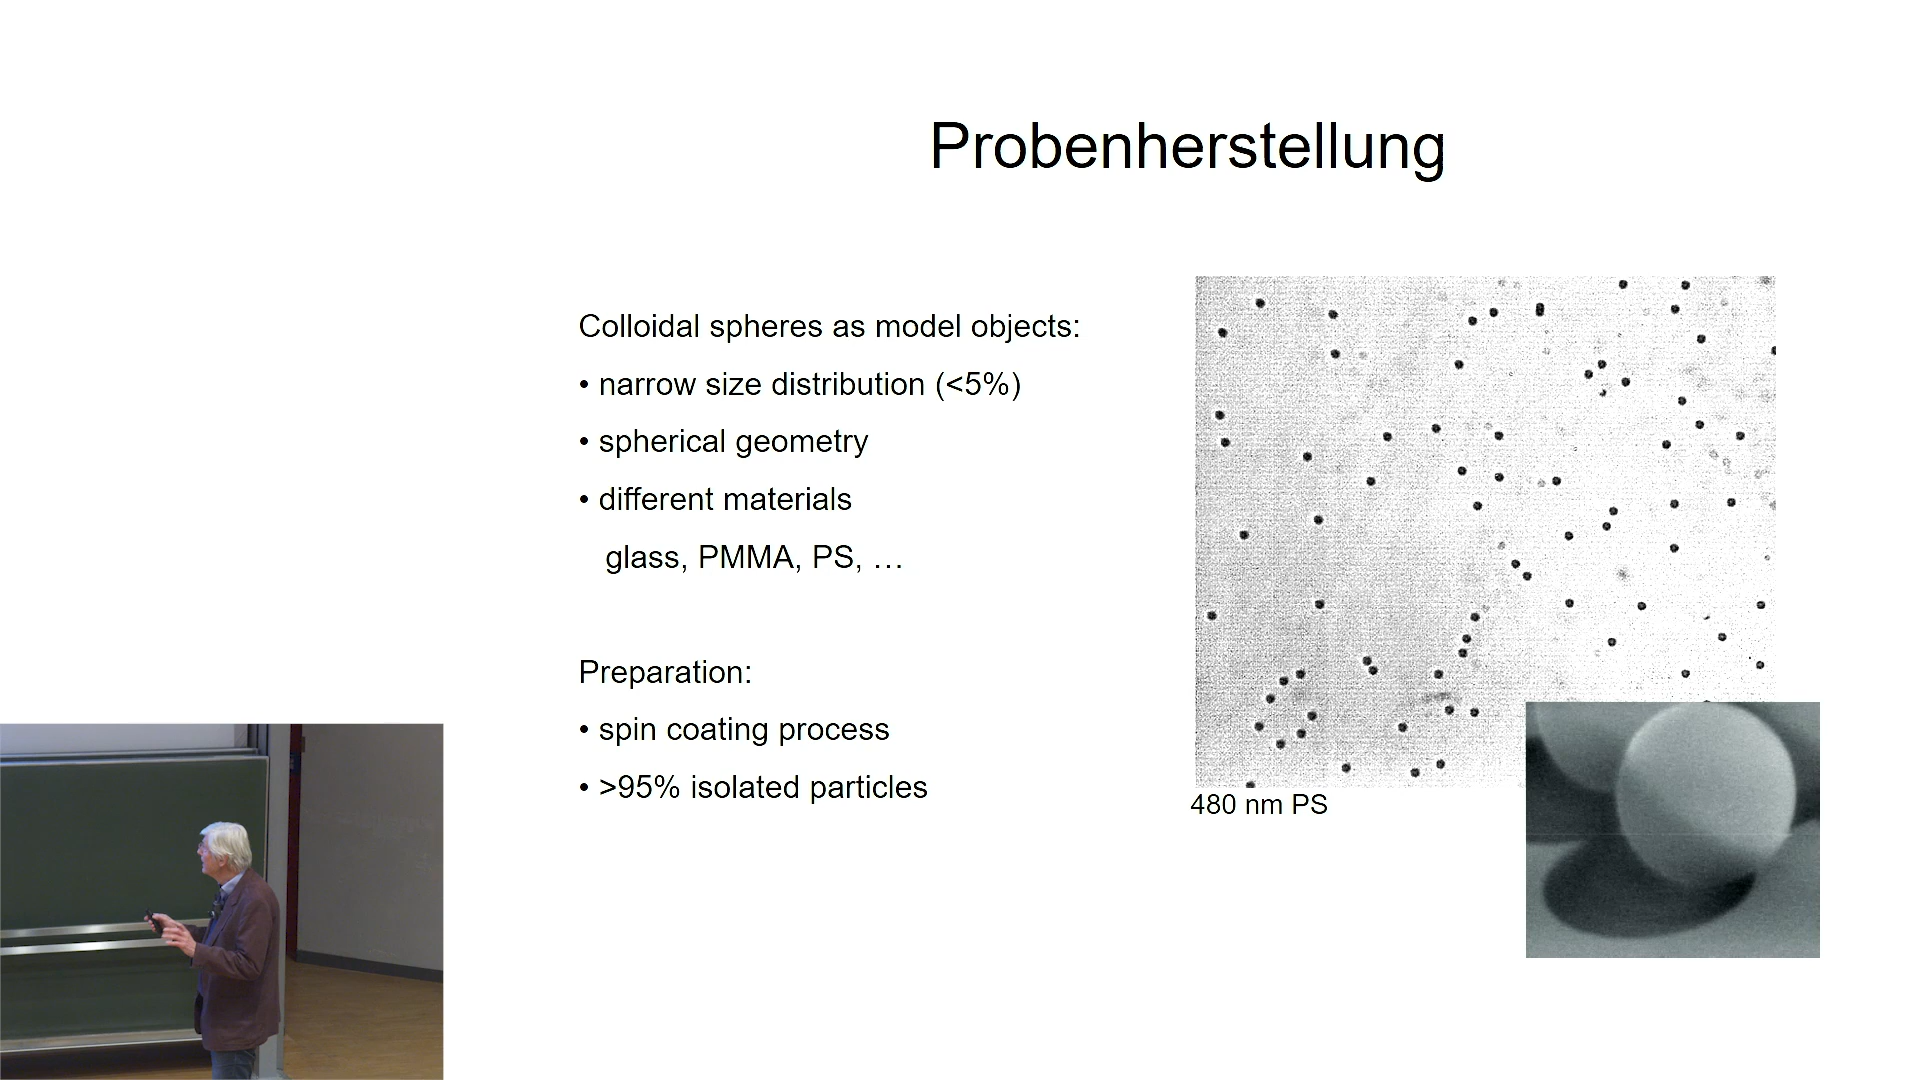 Probenherstellung
Colloidal spheres as model objects:
• narrow size distribution (<5%)
• spherical geometry
• different materials
glass, PMMA, PS, …
Preparation:
• spin coating process
• >95% isolated particles
480 nm PS